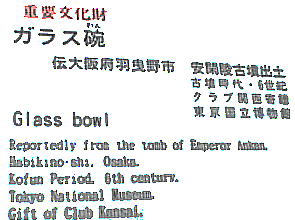 重要文化財
ガラス碗
わん
伝大阪府羽曳野市 安閑陵古墳出土
古墳時代・6世紀
クラブ関西寄贈
東京国立博物館
Glass bowl
Reportedly from the tomb of Emperor Ankan,
Habikino-shi, Osaka.
Kofun Period, 6th century.
Tokyo National Museum.
Gift of Club Kansai.